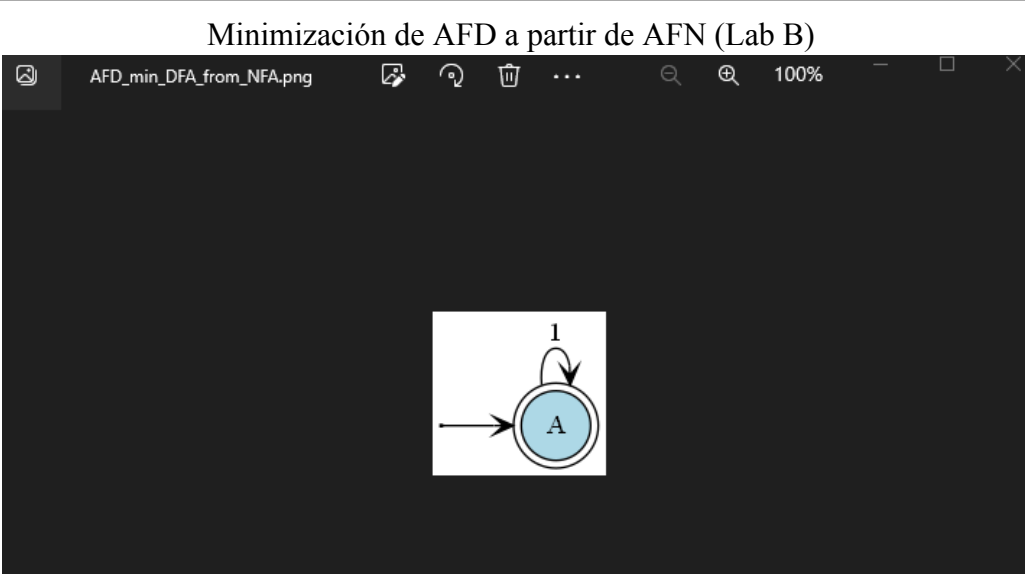 Minimización de AFD a partir de AFN (Lab B)
AFD_min_DFA_from_NFA.png
100%
1
A